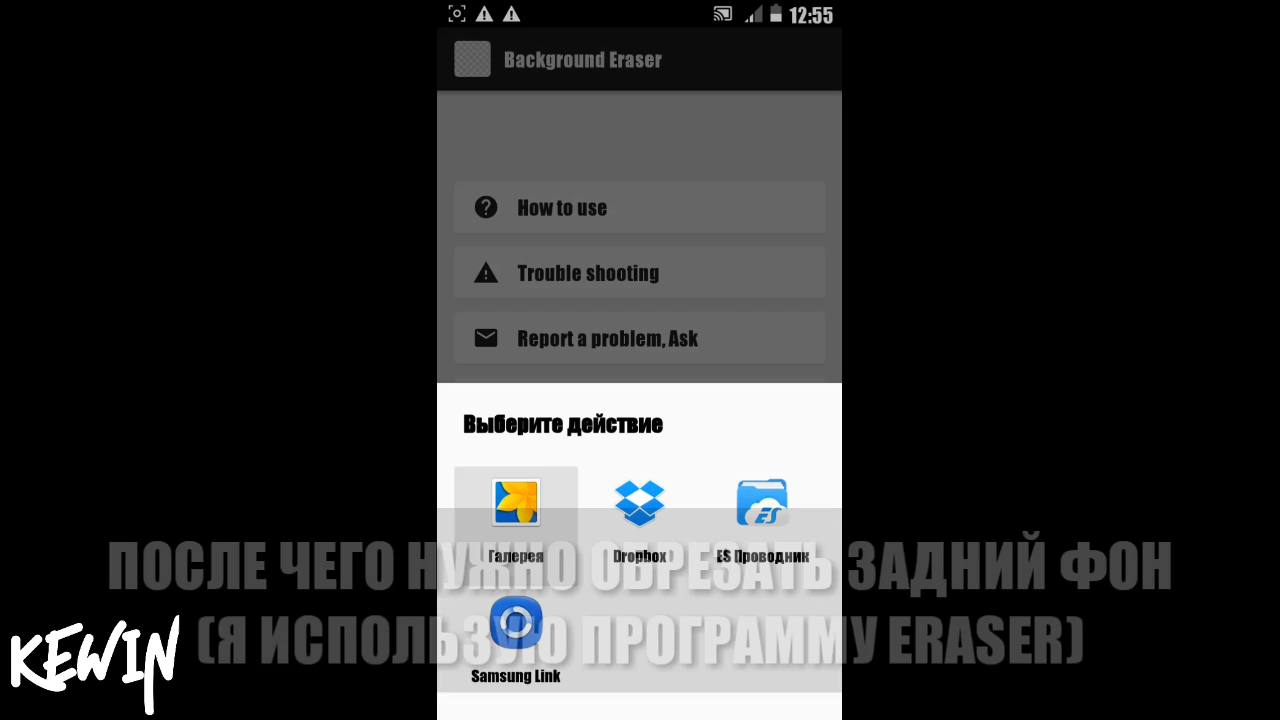 12:55
Background Eraser
How to use
Trouble shooting
Report a problem, Ask
Выберите действие
Галерея
Dropbox
ES Проводник
ПОСЛЕ ЧЕГО НУЖНО ОБРЕЗАТЬ ЗАДНИЙ ФОН
(Я ИСПОЛЬЗУЮ ПРОГРАММУ ERASER)
KEWIN
Samsung Link